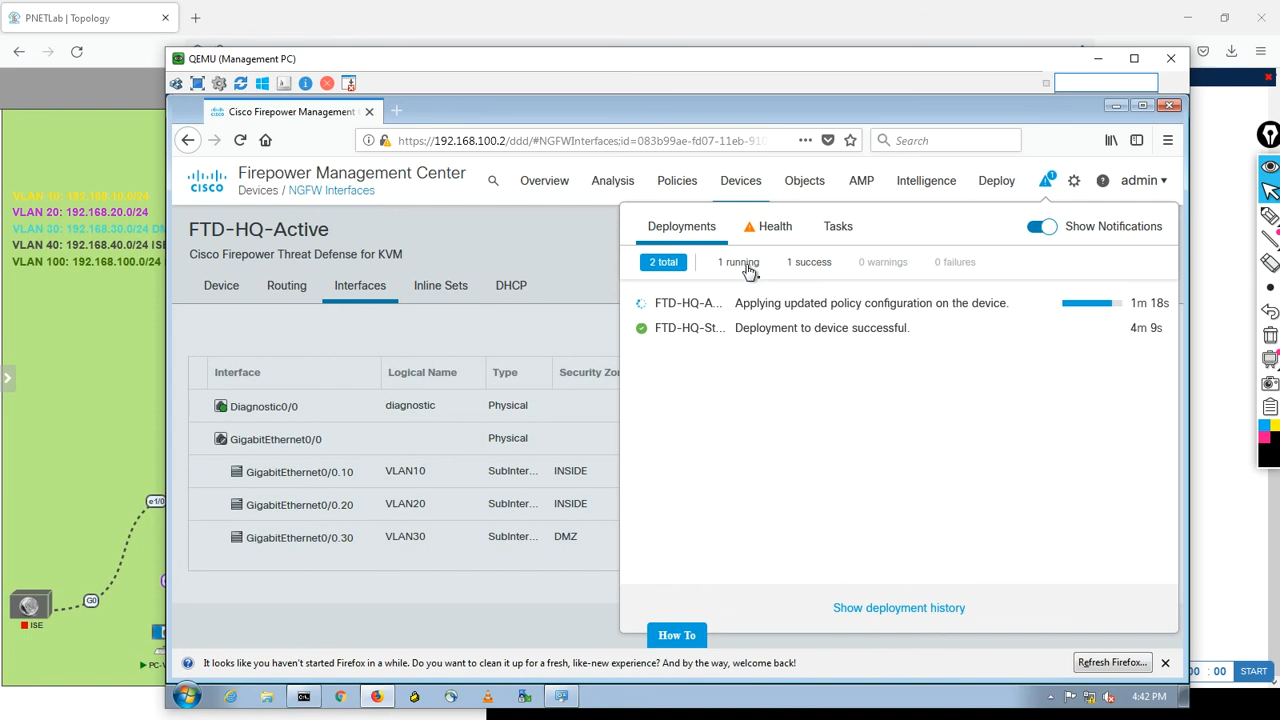 PNETLab | Topology
QEMU (Management PC)
Cisco Firepower Management
https://192.168.100.2/ddd/#NGFWInterfaces;id=083b99ae-fd07-11eb-910
Search
CISCO
Firepower Management Center
Devices / NGFW Interfaces
Overview
Analysis
Policies
Devices
Objects
AMP
Intelligence
Deploy
1
admin
VLAN 10: 192.168.10.0/24
VLAN 20: 192.168.20.0/24
VLAN 30: 192.168.30.0/24 DM
VLAN 40: 192.168.40.0/24 ISE
VLAN 100: 192.168.100.0/24
FTD-HQ-Active
Cisco Firepower Threat Defense for KVM
Device
Routing
Interfaces
Inline Sets
DHCP
Deployments
Health
Tasks
Show Notifications
2 total
1 running
1 success
0 warnings
0 failures
FTD-HQ-A... Applying updated policy configuration on the device. 1m 18s
FTD-HQ-St... Deployment to device successful. 4m 9s
Interface Logical Name Type Security Zo
Diagnostic0/0 diagnostic Physical
GigabitEthernet0/0 Physical
GigabitEthernet0/0.10 VLAN10 SubInter... INSIDE
GigabitEthernet0/0.20 VLAN20 SubInter... INSIDE
GigabitEthernet0/0.30 VLAN30 SubInter... DMZ
e1/0
G0
ISE
PC-V
Show deployment history
How To
It looks like you haven't started Firefox in a while. Do you want to clean it up for a fresh, like-new experience? And by the way, welcome back!
Refresh Firefox...
00 : 00 START
4:42 PM